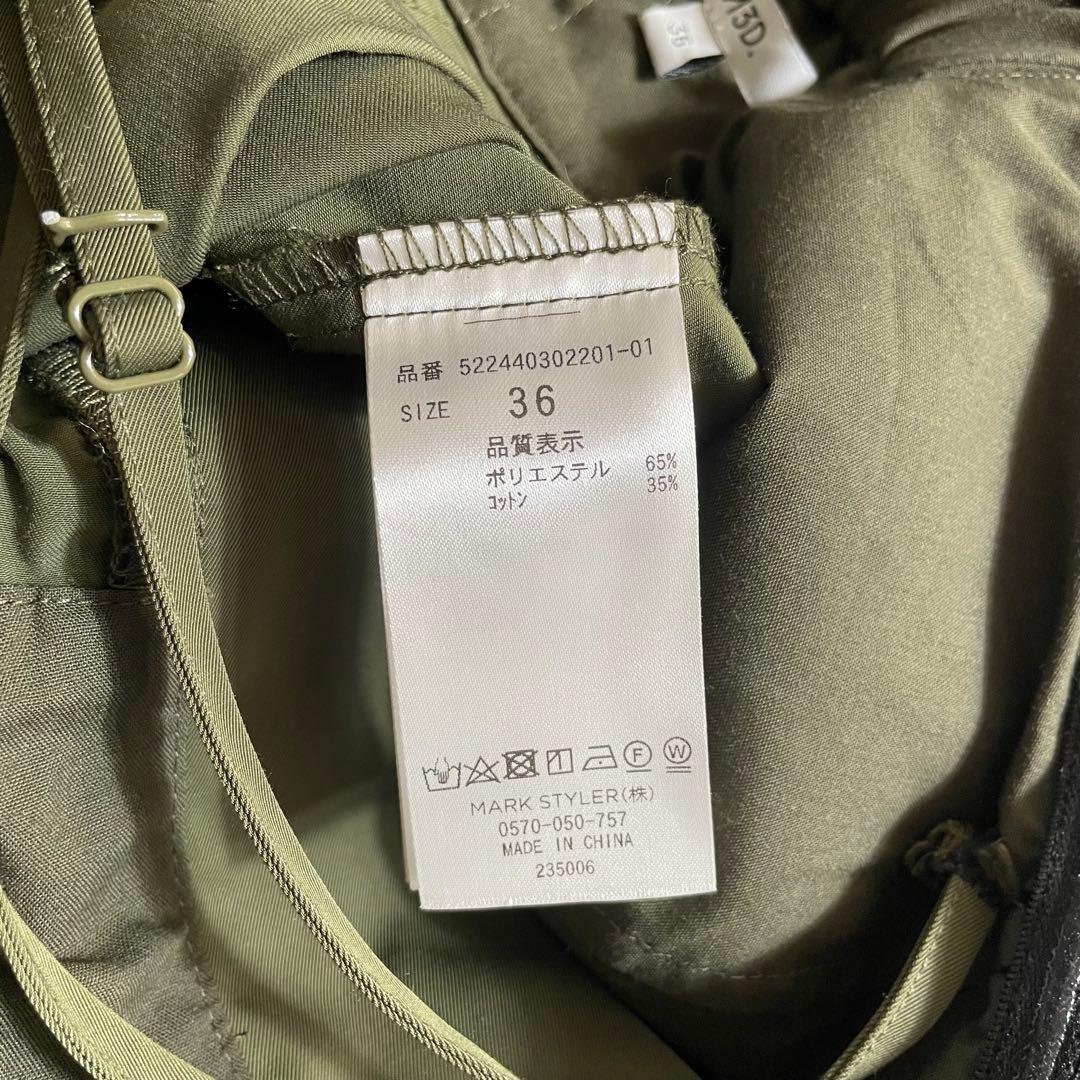 36
M3D.
品番 522440302201-01
SIZE 36
品質表示
ポリエステル 65%
コットン 35%
F W
MARK STYLER(株)
0570-050-757
MADE IN CHINA
235006